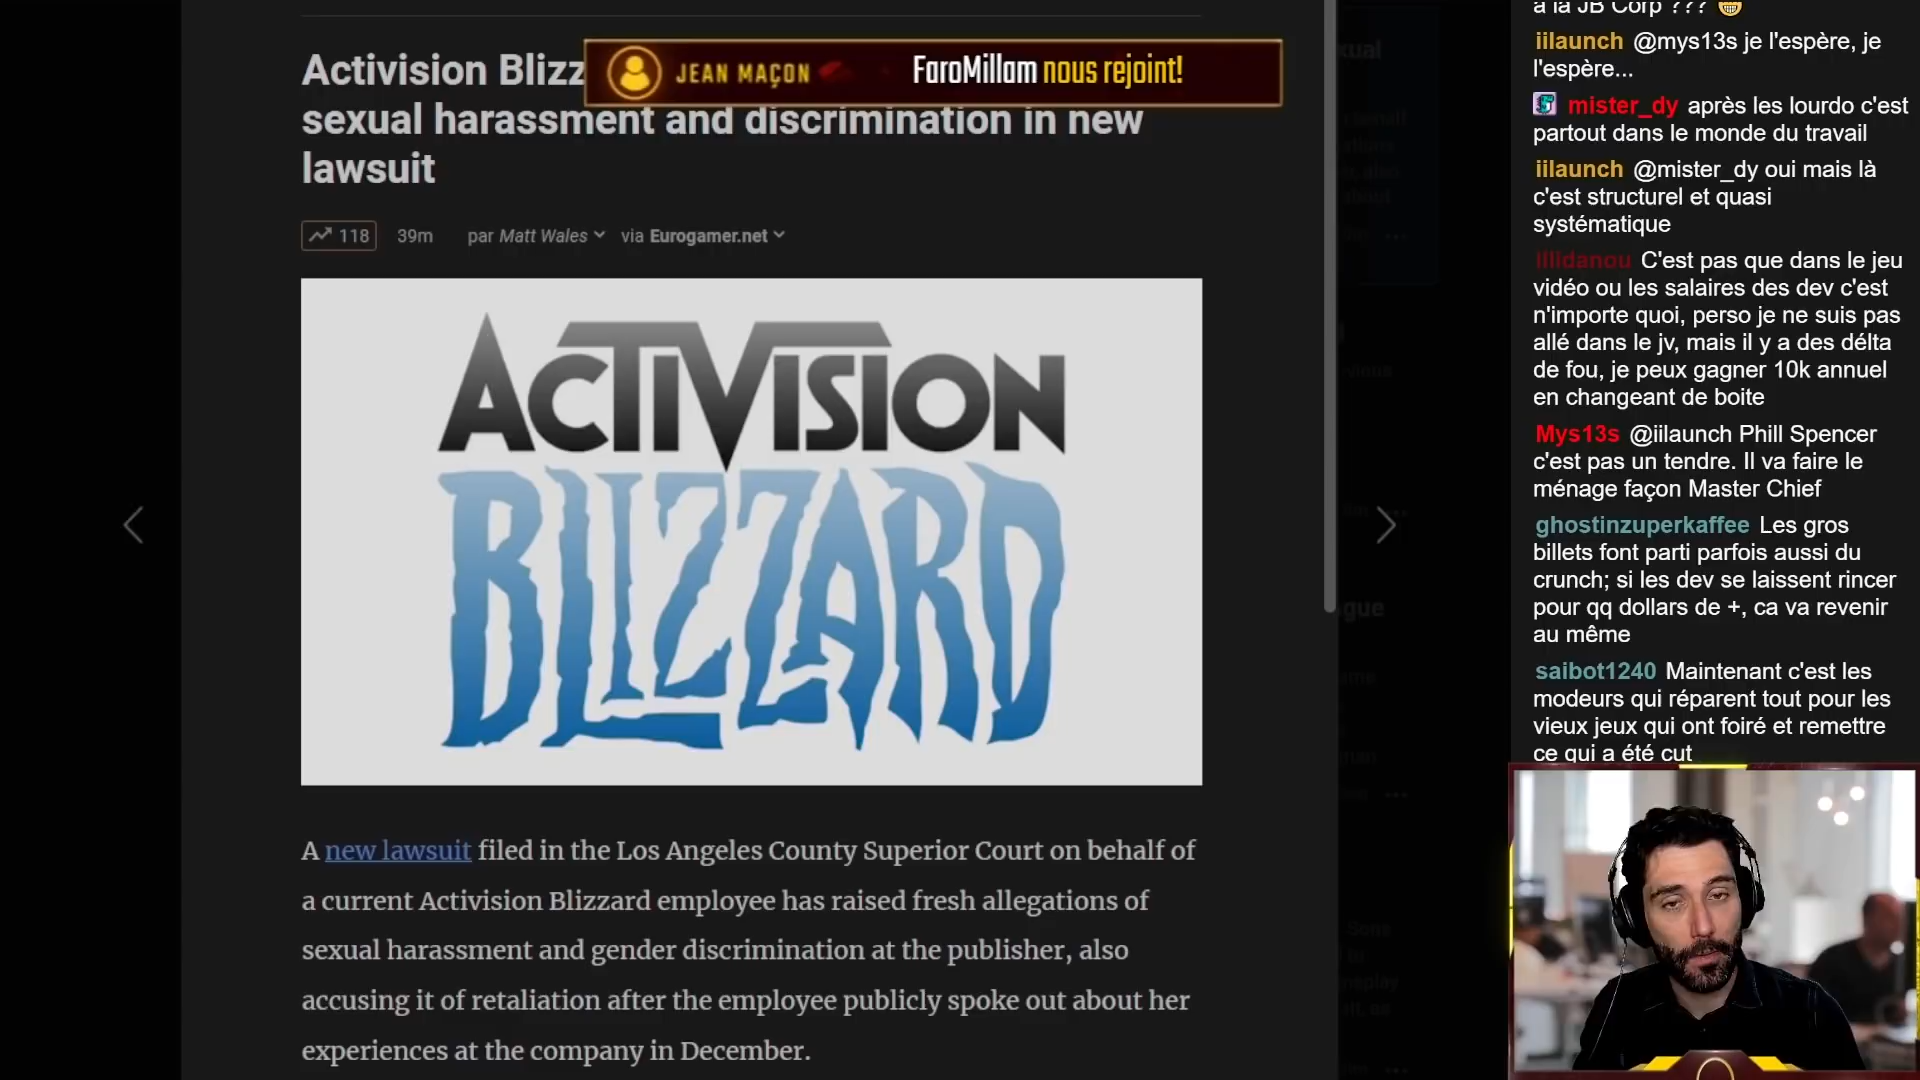 Activision Blizz
sexual harassment and discrimination in new
lawsuit
JEAN MAÇON
FaroMillam nous rejoint!
118 39m par Matt Wales via Eurogamer.net
ACTIVISION
BLIZZARD
A new lawsuit filed in the Los Angeles County Superior Court on behalf of
a current Activision Blizzard employee has raised fresh allegations of
sexual harassment and gender discrimination at the publisher, also
accusing it of retaliation after the employee publicly spoke out about her
experiences at the company in December.
à la JB Corp ???
iilaunch @mys13s je l'espère, je
l'espère...
mister_dy après les lourdo c'est
partout dans le monde du travail
iilaunch @mister_dy oui mais là
c'est structurel et quasi
systématique
illidanou C'est pas que dans le jeu
vidéo ou les salaires des dev c'est
n'importe quoi, perso je ne suis pas
allé dans le jv, mais il y a des délta
de fou, je peux gagner 10k annuel
en changeant de boite
Mys13s @iilaunch Phill Spencer
c'est pas un tendre. Il va faire le
ménage façon Master Chief
ghostinzuperkaffee Les gros
billets font parti parfois aussi du
crunch; si les dev se laissent rincer
pour qq dollars de +, ca va revenir
au même
saibot1240 Maintenant c'est les
modeurs qui réparent tout pour les
vieux jeux qui ont foiré et remettre
ce qui a été cut